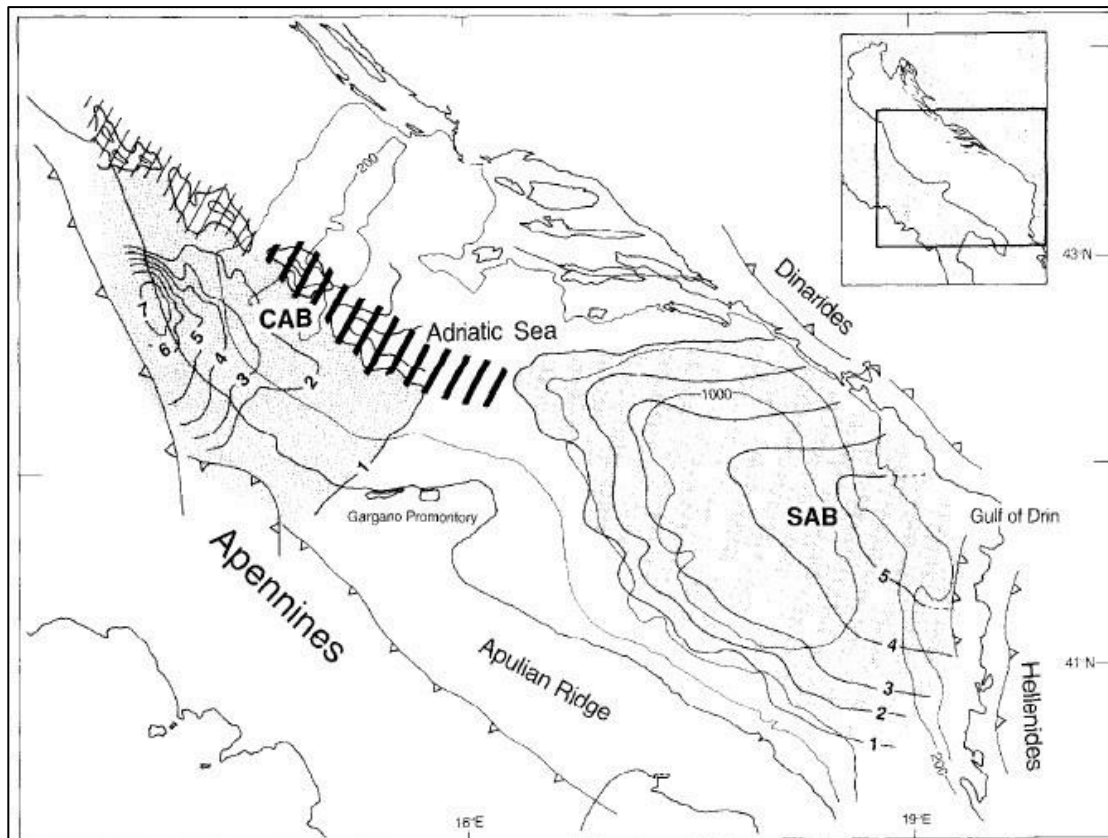 200
43°N
Dinarides
7
CAB
Adriatic Sea
5
6
4
3
2
1000
1
SAB
Gargano Promontory
Gulf of Drin
Apennines
5
4
Apulian Ridge
41°N
3
Hellenides
2
1
200
16°E
19°E